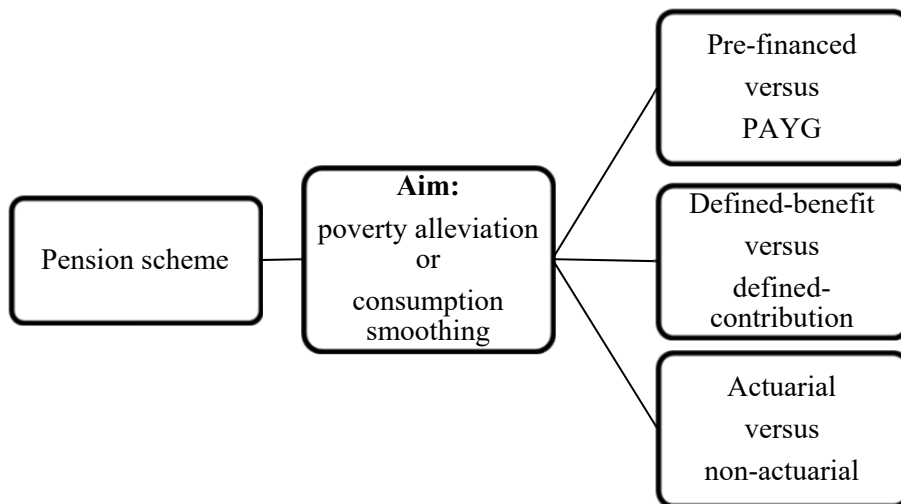 Pension scheme
Aim:
poverty alleviation
or
consumption
smoothing
Pre-financed
versus
PAYG
Defined-benefit
versus
defined-
contribution
Actuarial
versus
non-actuarial